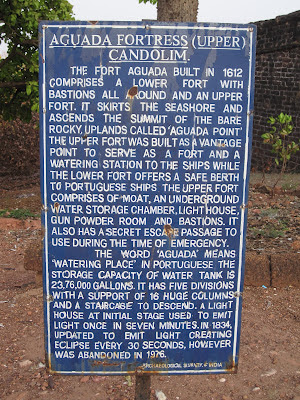 AGUADA FORTRESS (UPPER)
CANDOLIM.
THE FORT AGUADA BUILT IN 1612
COMPRISES A LOWER FORT WITH
BASTIONS ALL ROUND AND AN UPPER
FORT. IT SKIRTS THE SEASHORE AND
ASCENDS THE SUMMIT OF THE BARE
ROCKY, UPLANDS CALLED 'AGUADA POINT'
THE UPPER FORT WAS BUILT AS A VANTAGE
POINT TO SERVE AS A FORT AND A
WATERING STATION TO THE SHIPS WHILE
THE LOWER FORT OFFERS A SAFE BERTH
TO PORTUGUESE SHIPS. THE UPPER FORT
COMPRISES OF MOAT, AN UNDERGROUND
WATER STORAGE CHAMBER, LIGHT HOUSE,
GUN POWDER ROOM AND BASTIONS. IT
ALSO HAS A SECRET ESCAPE PASSAGE TO
USE DURING THE TIME OF EMERGENCY.
THE WORD 'AGUADA' MEANS
'WATERING PLACE' IN PORTUGUESE. THE
STORAGE CAPACITY OF WATER TANK IS
23,76,000 GALLONS. IT HAS FIVE DIVISIONS
WITH A SUPPORT OF 16 HUGE COLUMNS
AND A STAIRCASE TO DESCEND. A LIGHT
HOUSE AT INITIAL STAGE USED TO EMIT
LIGHT ONCE IN SEVEN MINUTES. IN 1834,
UPDATED TO EMIT LIGHT CREATING
ECLIPSE EVERY 30 SECONDS, HOWEVER
WAS ABANDONED IN 1976.
ARCHAEOLOGICAL SURVEY OF INDIA